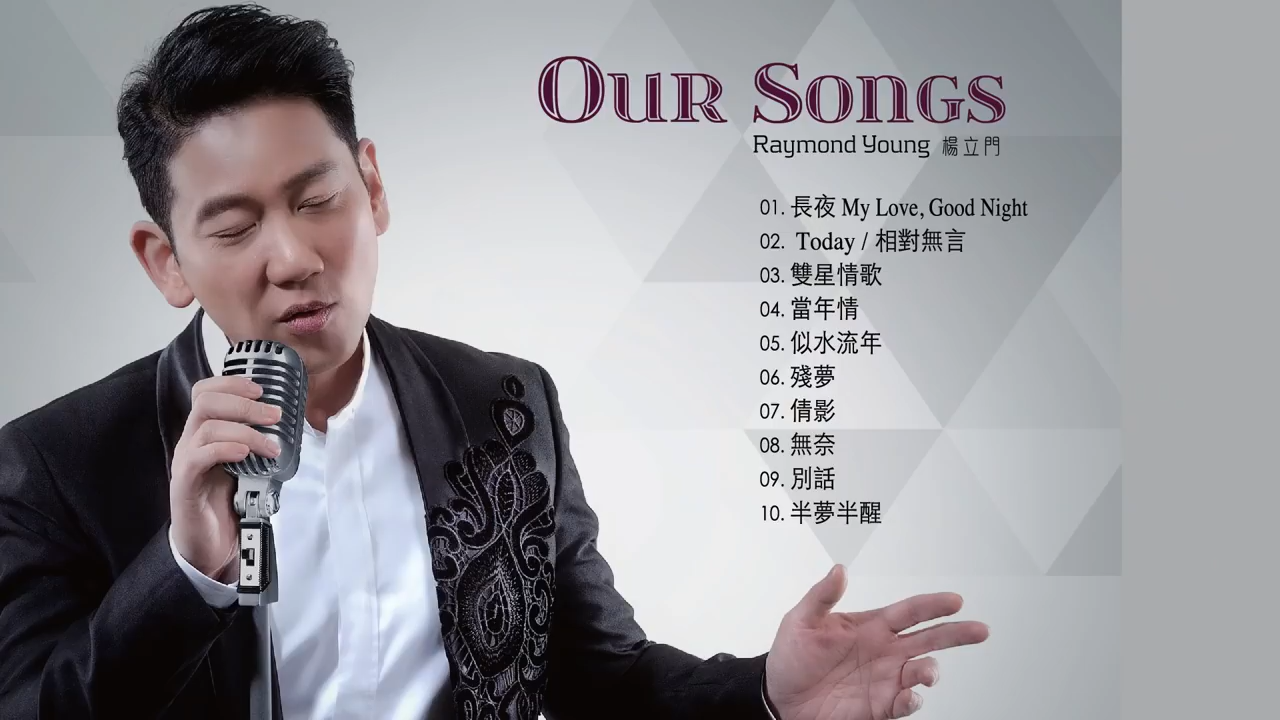 Our Songs
Raymond Young 楊立門
01. 長夜 My Love, Good Night
02. Today / 相對無言
03. 雙星情歌
04. 當年情
05. 似水流年
06. 殘夢
07. 倩影
08. 無奈
09. 別話
10. 半夢半醒